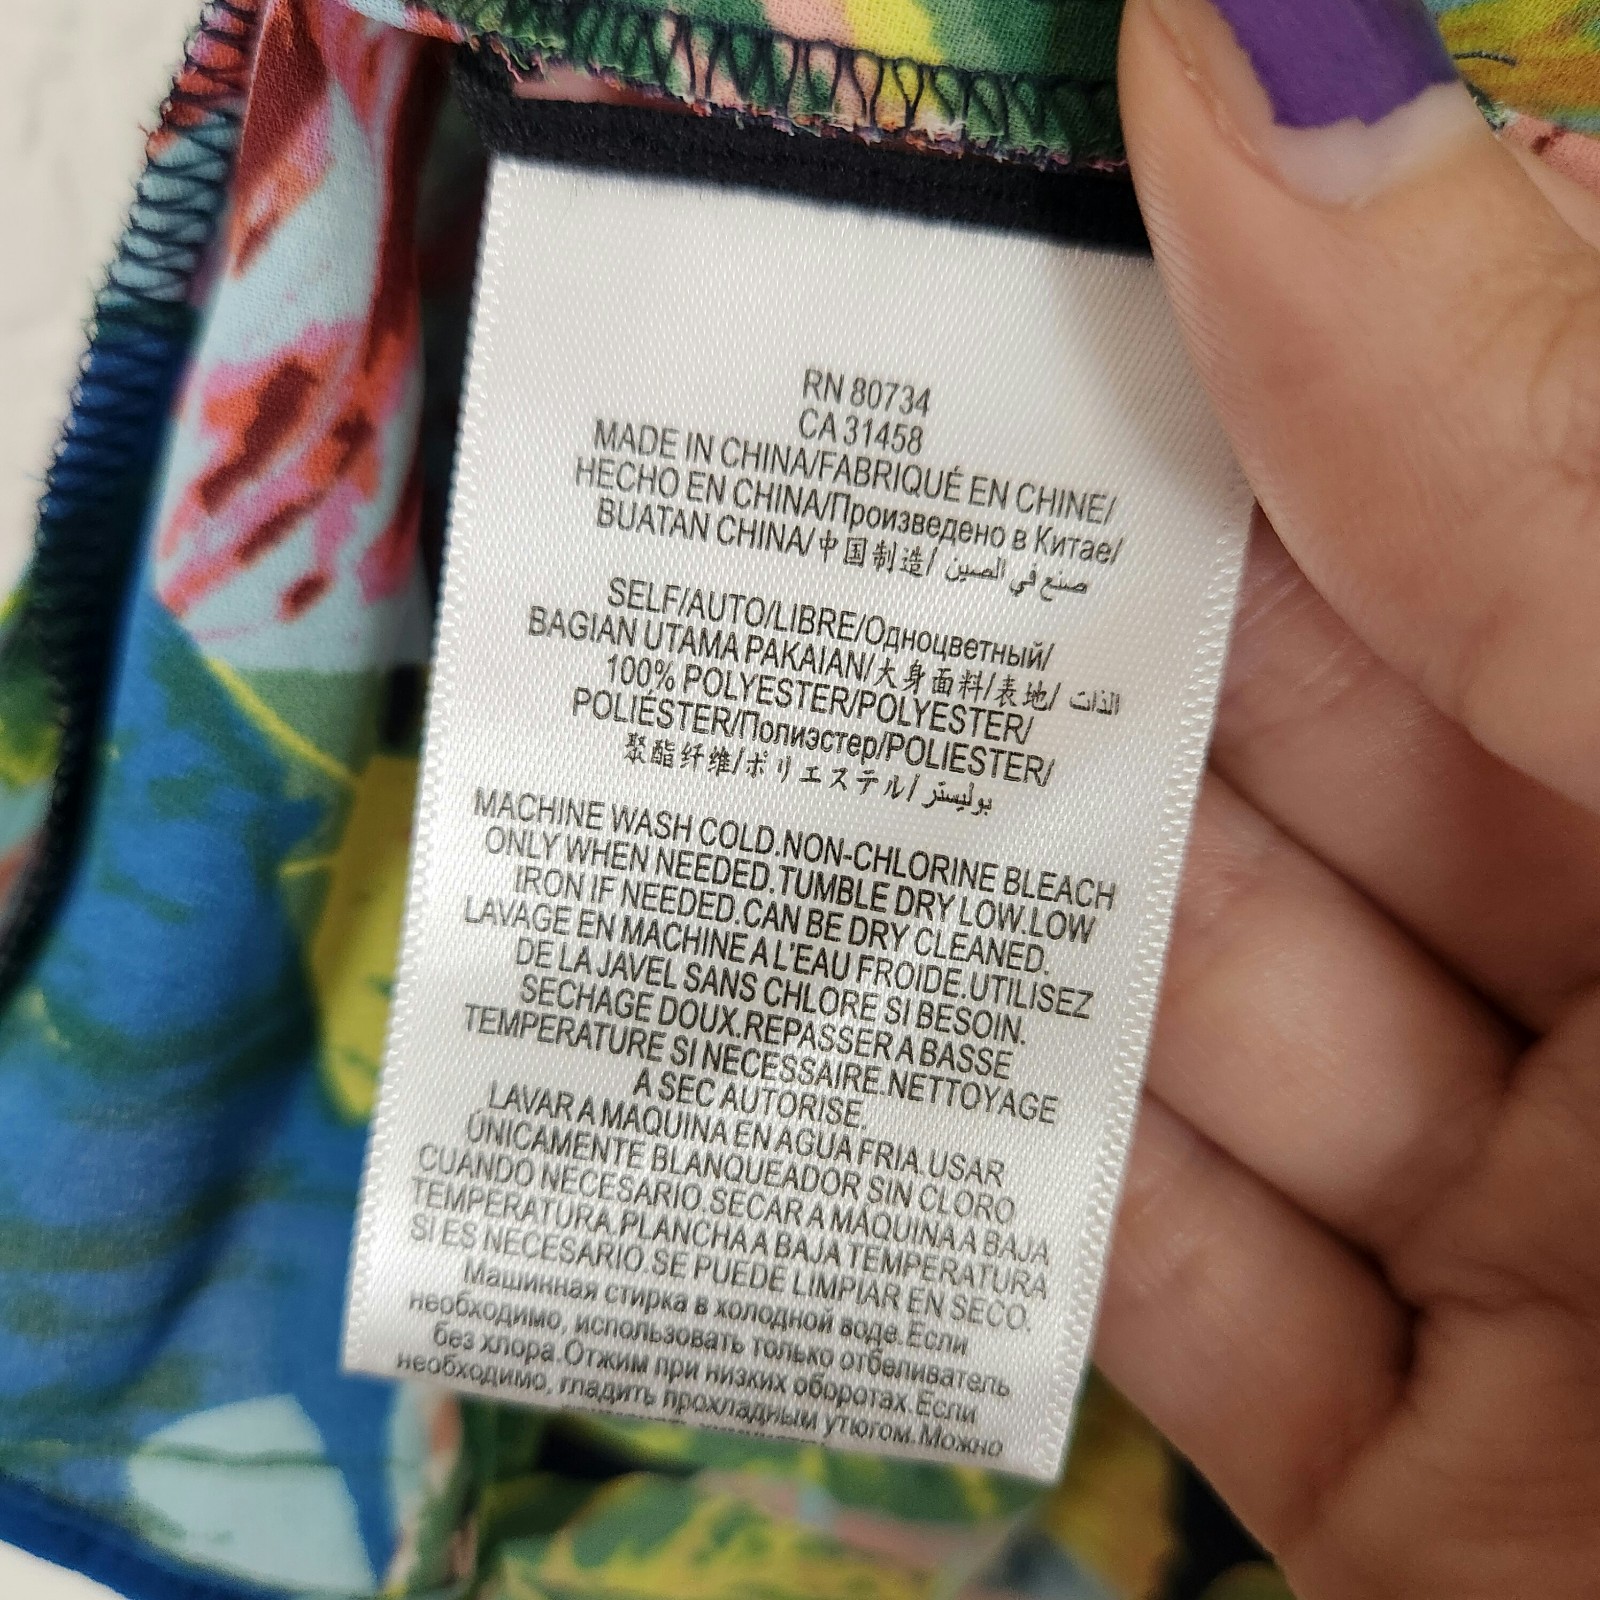 RN 80734
CA 31458
MADE IN CHINA/FABRIQUÉ EN CHINE/
HECHO EN CHINA/Произведено в Китае/
BUATAN CHINA/中国制造/ صنع في الصين
SELF/AUTO/LIBRE/Одноцветный/
BAGIAN UTAMA PAKAIAN/大身面料/表地/ الذات
100% POLYESTER/POLYESTER/
POLIÉSTER/Полиэстер/POLIESTER/
聚酯纤维/ポリエステル/ بوليستر
MACHINE WASH COLD.NON-CHLORINE BLEACH
ONLY WHEN NEEDED.TUMBLE DRY LOW.LOW
IRON IF NEEDED.CAN BE DRY CLEANED.
LAVAGE EN MACHINE A L'EAU FROIDE.UTILISEZ
DE LA JAVEL SANS CHLORE SI BESOIN.
SECHAGE DOUX.REPASSER A BASSE
TEMPERATURE SI NECESSAIRE.NETTOYAGE
A SEC AUTORISE.
LAVAR A MAQUINA EN AGUA FRIA.USAR
ÚNICAMENTE BLANQUEADOR SIN CLORO
CUANDO NECESARIO.SECAR A MAQUINA A BAJA
TEMPERATURA.PLANCHA A BAJA TEMPERATURA
SI ES NECESARIO.SE PUEDE LIMPIAR EN SECO.
Машинная стирка в холодной воде.Если
необходимо, использовать только отбеливатель
без хлора.Отжим при низких оборотах.Если
необходимо, гладить прохладным утюгом.Можно